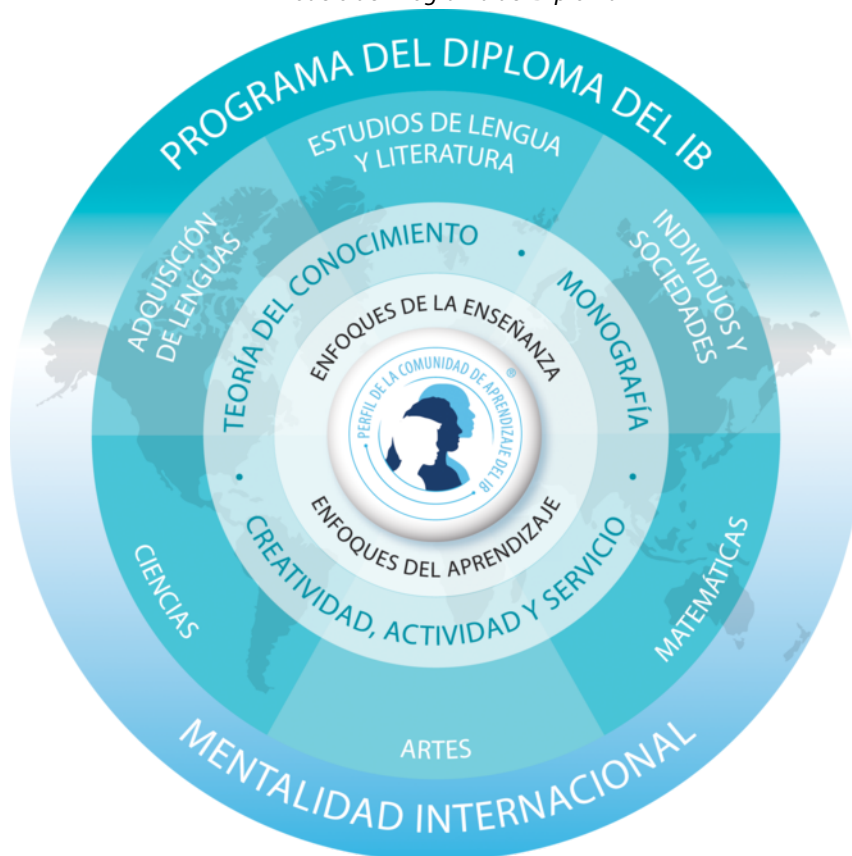 PROGRAMA DEL DIPLOMA DEL IB
ESTUDIOS DE LENGUA
Y LITERATURA
ADQUISICIÓN
DE LENGUAS
INDIVIDUOS Y
SOCIEDADES
TEORÍA DEL CONOCIMIENTO
•
MONOGRAFÍA
•
ENFOQUES DE LA ENSEÑANZA
PERFIL DE LA COMUNIDAD DE APRENDIZAJE DEL IB
®
ENFOQUES DEL APRENDIZAJE
•
CREATIVIDAD, ACTIVIDAD Y SERVICIO
CIENCIAS
MATEMÁTICAS
ARTES
MENTALIDAD INTERNACIONAL